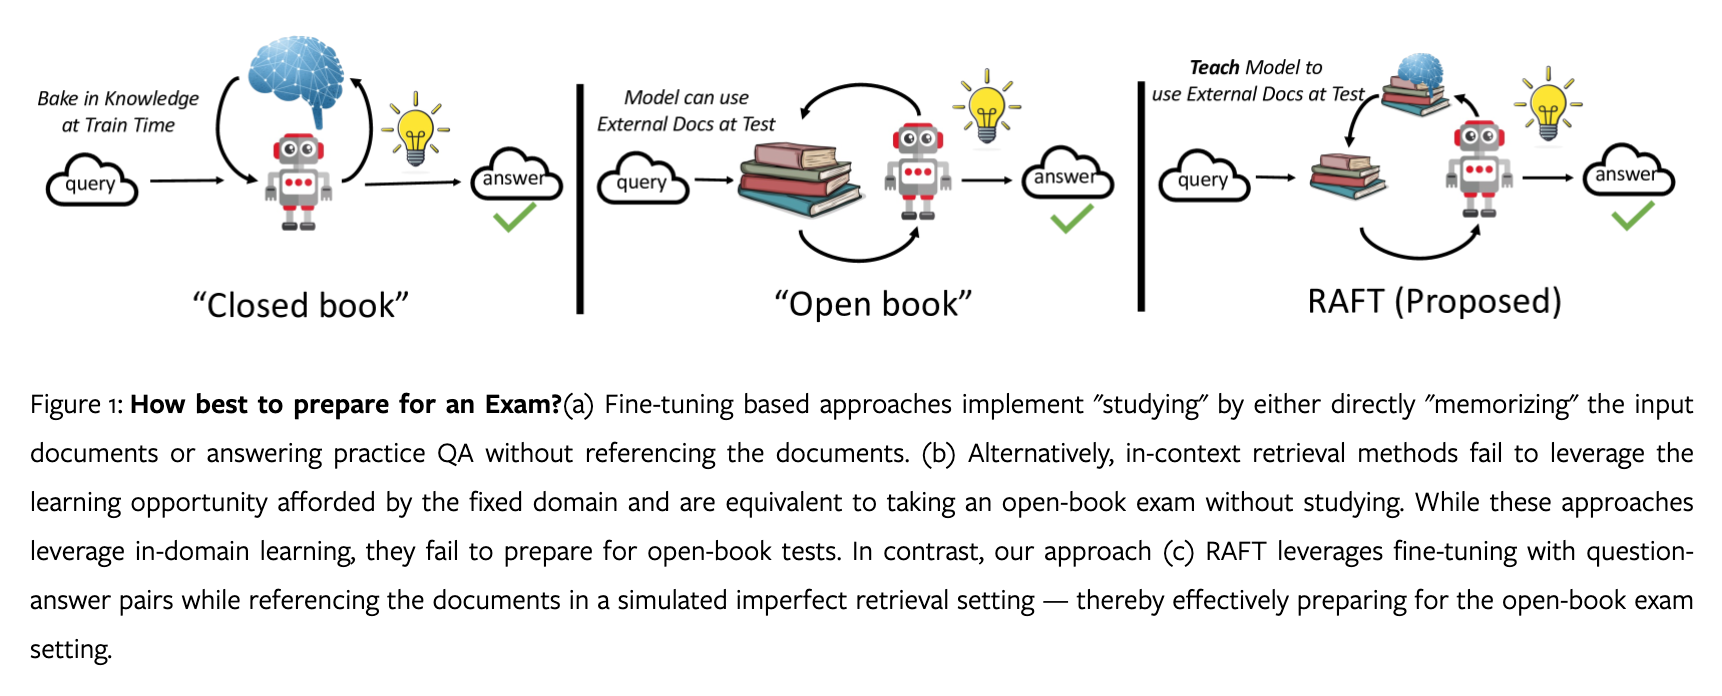 Bake in Knowledge
at Train Time
query
answer
"Closed book"
Model can use
External Docs at Test
query
answer
"Open book"
Teach Model to
use External Docs at Test
query
answer
RAFT (Proposed)
Figure 1: How best to prepare for an Exam?(a) Fine-tuning based approaches implement "studying" by either directly "memorizing" the input
documents or answering practice QA without referencing the documents. (b) Alternatively, in-context retrieval methods fail to leverage the
learning opportunity afforded by the fixed domain and are equivalent to taking an open-book exam without studying. While these approaches
leverage in-domain learning, they fail to prepare for open-book tests. In contrast, our approach (c) RAFT leverages fine-tuning with question-
answer pairs while referencing the documents in a simulated imperfect retrieval setting — thereby effectively preparing for the open-book exam
setting.